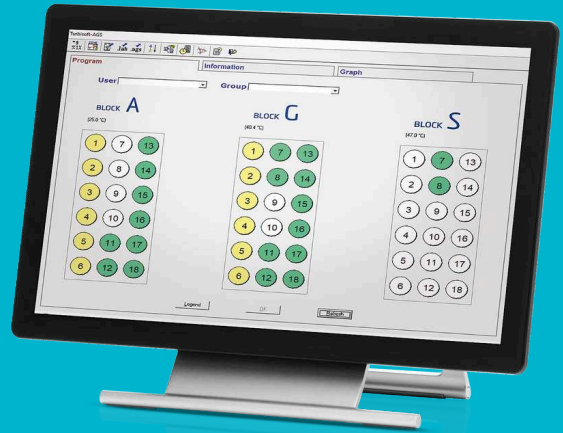 Turbisoft-AGS
Program
Information
Graph
User
Group
BLOCK A
BLOCK G
BLOCK S
(40.4 °C)
(47.0 °C)
1 7 13
2 8 14
3 9 15
4 10 16
5 11 17
6 12 18
1 7 13
2 8 14
3 9 15
4 10 16
5 11 17
6 12 18
1 7 13
2 8 14
3 9 15
4 10 16
5 11 17
6 12 18
Legend
Refresh